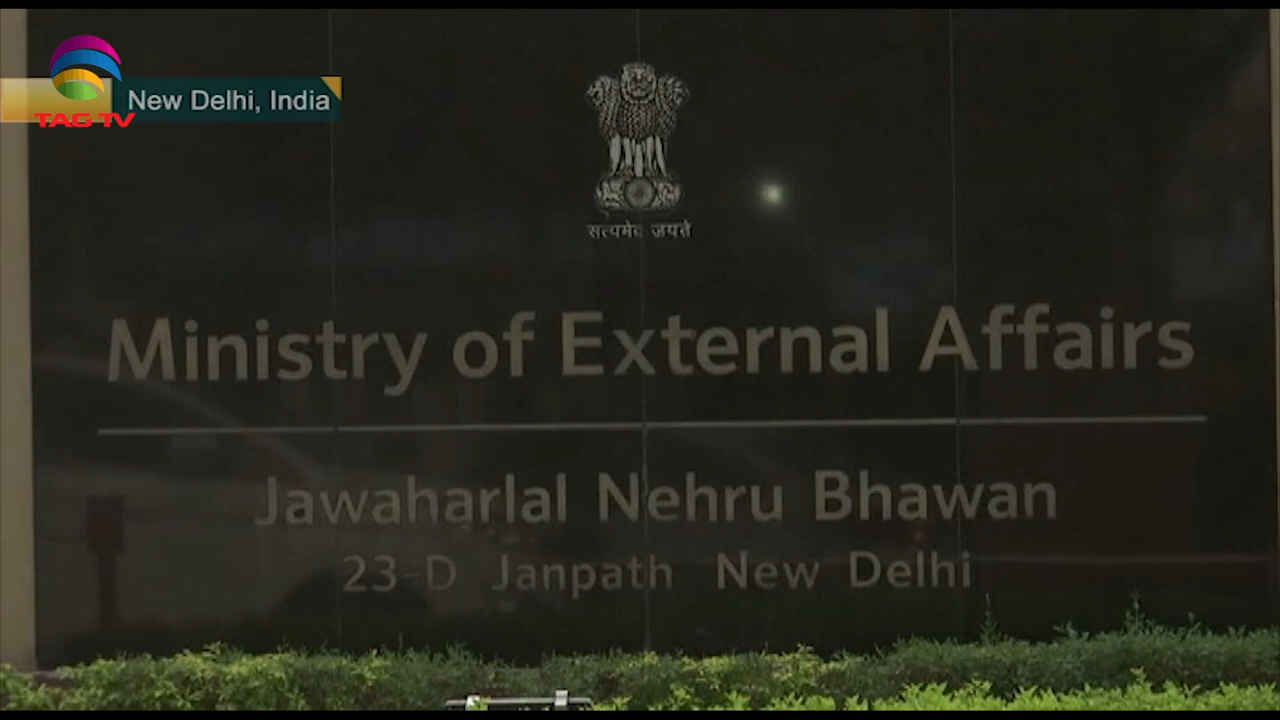 New Delhi, India
TAG TV
सत्यमेव जयते
Ministry of External Affairs
Jawaharlal Nehru Bhawan
23-D Janpath New Delhi